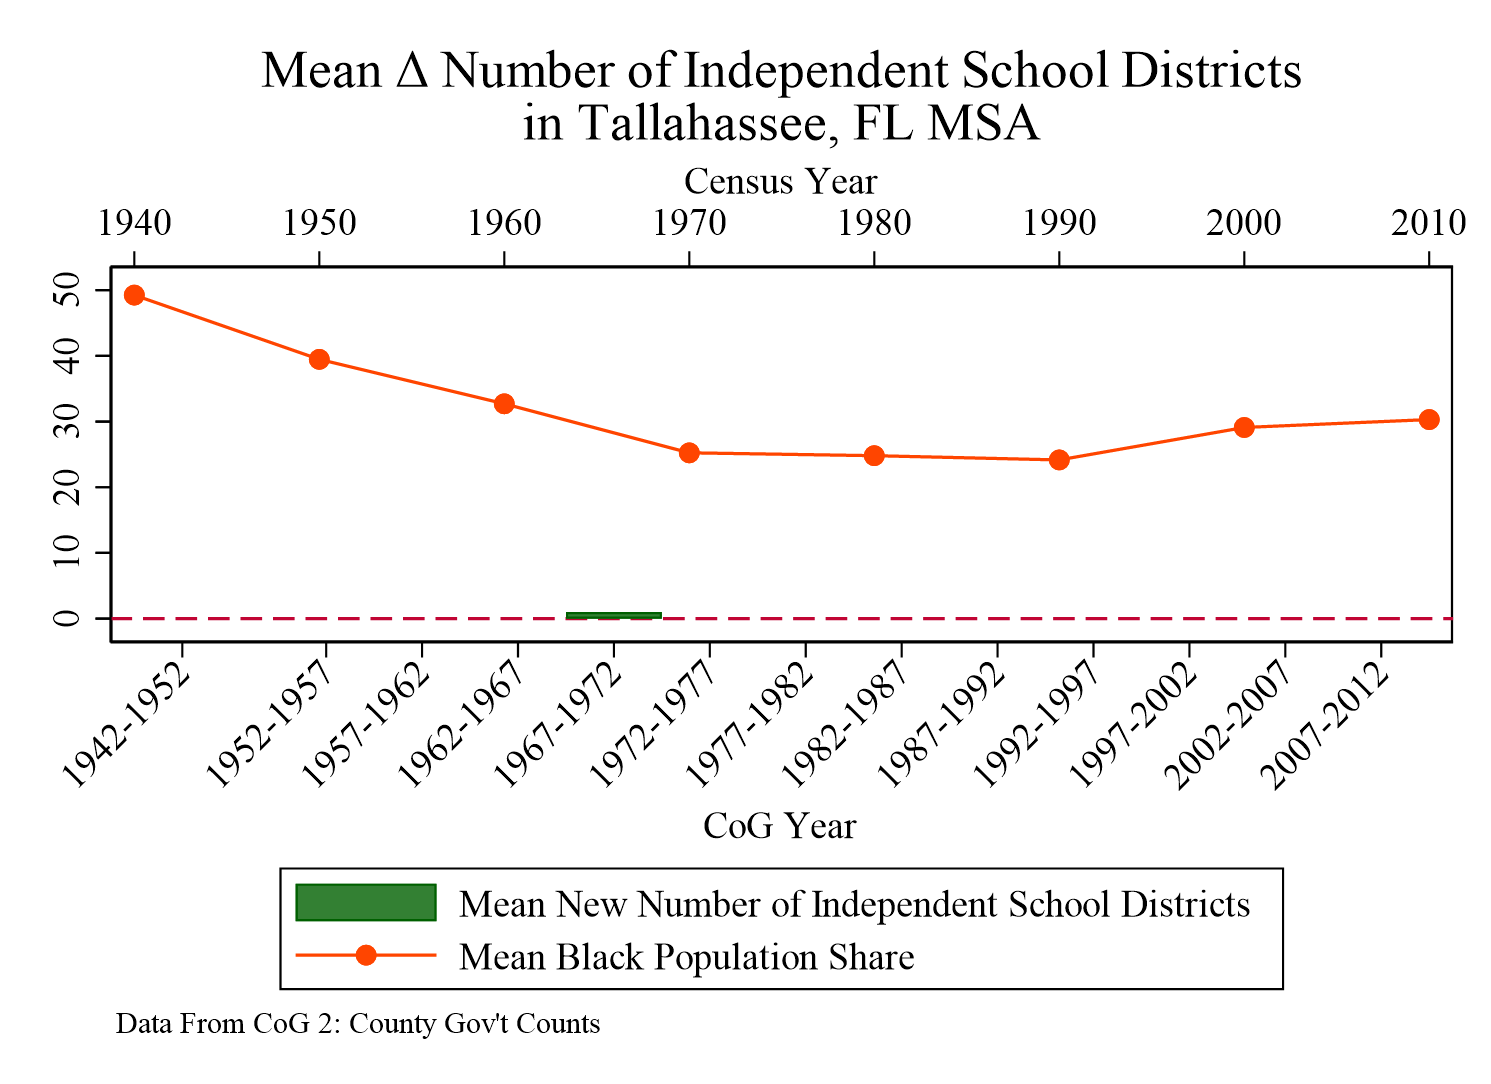 Mean Δ Number of Independent School Districts
in Tallahassee, FL MSA
Census Year
1940 1950 1960 1970 1980 1990 2000 2010
50
40
30
20
10
0
1942-1952 1952-1957 1957-1962 1962-1967 1967-1972 1972-1977 1977-1982 1982-1987 1987-1992 1992-1997 1997-2002 2002-2007 2007-2012
CoG Year
Mean New Number of Independent School Districts
Mean Black Population Share
Data From CoG 2: County Gov't Counts